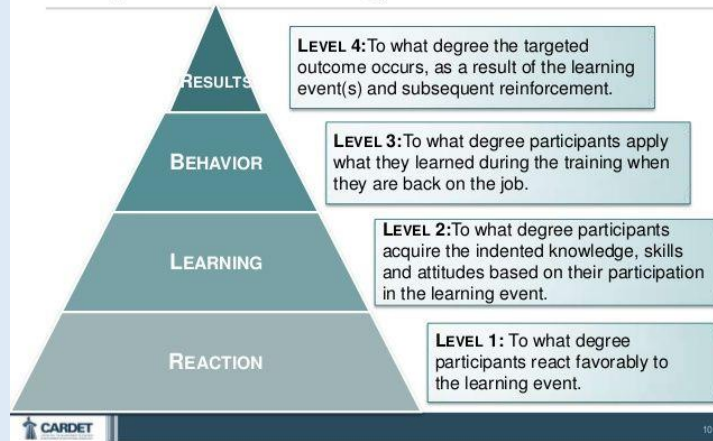 RESULTS
LEVEL 4:To what degree the targeted
outcome occurs, as a result of the learning
event(s) and subsequent reinforcement.
BEHAVIOR
LEVEL 3:To what degree participants apply
what they learned during the training when
they are back on the job.
LEARNING
LEVEL 2:To what degree participants
acquire the indented knowledge, skills
and attitudes based on their participation
in the learning event.
REACTION
LEVEL 1: To what degree
participants react favorably to
the learning event.
CARDET
10